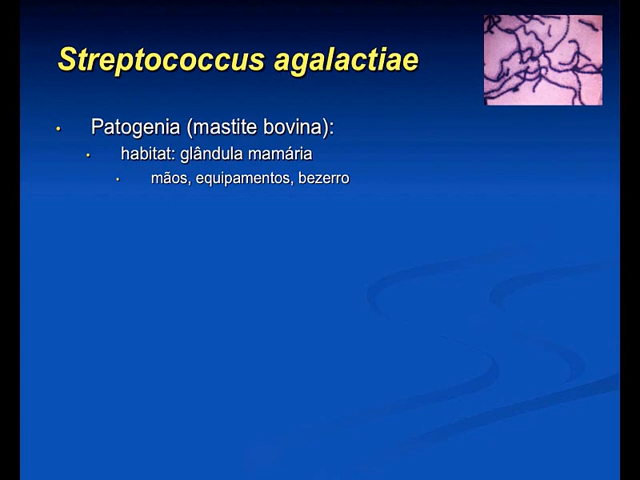 Streptococcus agalactiae
• Patogenia (mastite bovina):
• habitat: glândula mamária
• mãos, equipamentos, bezerro